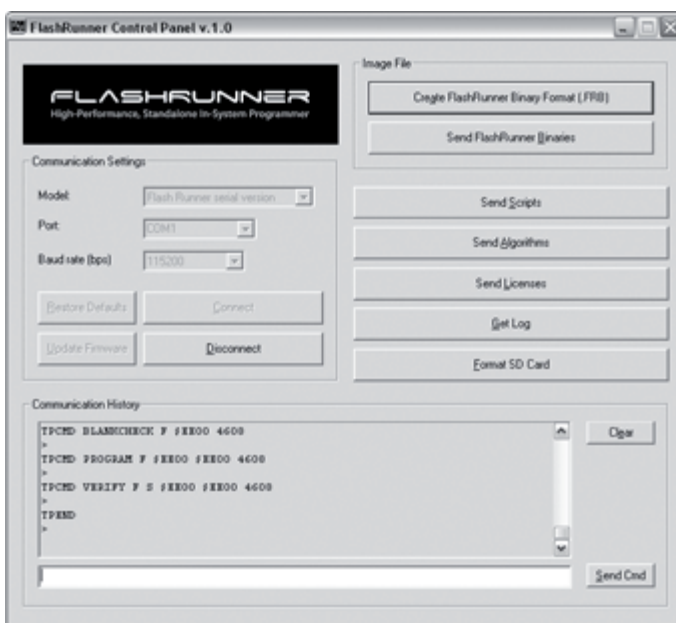 FlashRunner Control Panel v.1.0
FLASHRUNNER
High-Performance, Standalone In-System Programmer
Communication Settings
Model:
Flash Runner serial version
Port:
COM1
Baud rate (bps)
115200
Restore Defaults
Connect
Update Firmware
Disconnect
Image File
Create FlashRunner Binary Format (.FRB)
Send FlashRunner Binaries
Send Scripts
Send Algorithms
Send Licenses
Get Log
Format SD Card
Communication History
TPCMD BLANKCHECK F $EE00 4608
>
TPCMD PROGRAM F $EE00 $EE00 4608
>
TPCMD VERIFY F S $EE00 $EE00 4608
>
TPEND
>
Clear
Send Cmd